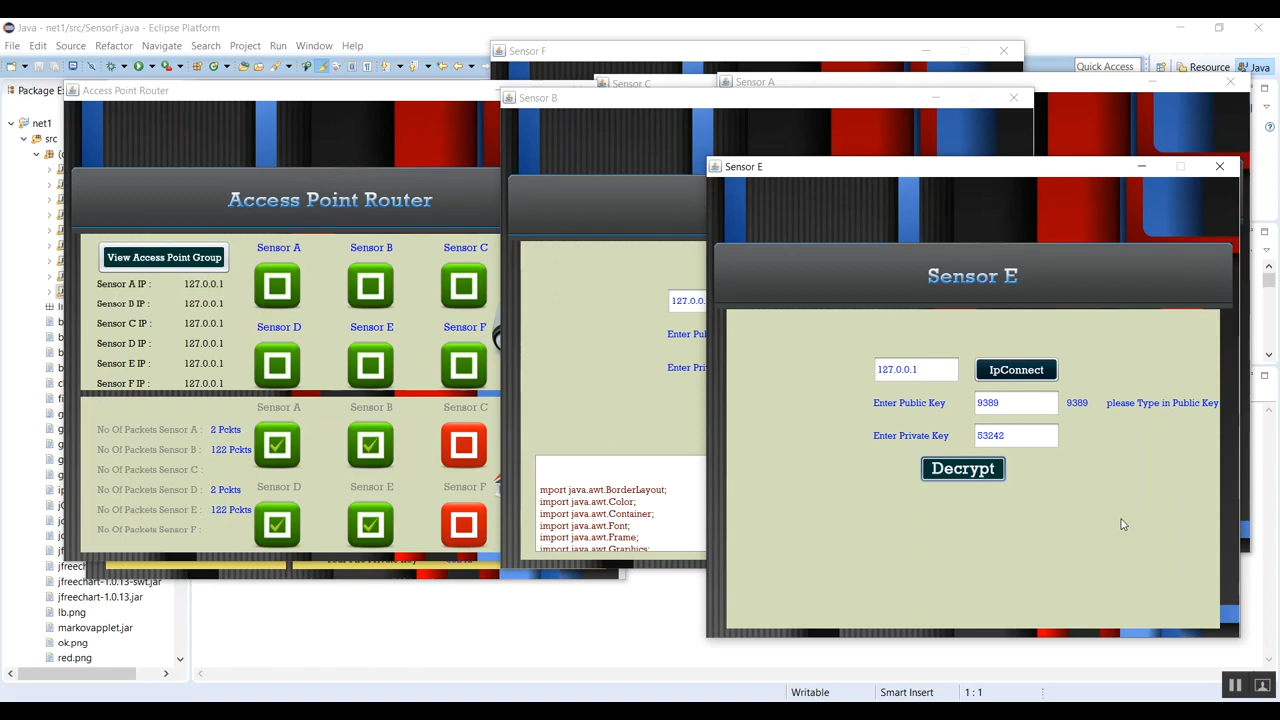 Java - net1/src/SensorF.java - Eclipse Platform
File Edit Source Refactor Navigate Search Project Run Window Help
Sensor F
Quick Access
Resource
Java
Package E
Access Point Router
Sensor C
Sensor A
Sensor B
net1
src
Sensor E
Access Point Router
View Access Point Group
Sensor A Sensor B Sensor C
Sensor A IP : 127.0.0.1
Sensor B IP : 127.0.0.1
Sensor C IP : 127.0.0.1
Sensor D Sensor E Sensor F
Sensor D IP : 127.0.0.1
Sensor E IP : 127.0.0.1
Sensor F IP : 127.0.0.1
Sensor A Sensor B Sensor C
No Of Packets Sensor A : 2 Pckts
No Of Packets Sensor B : 122 Pckts
No Of Packets Sensor C :
Sensor D Sensor E Sensor F
No Of Packets Sensor D : 2 Pckts
No Of Packets Sensor E : 122 Pckts
No Of Packets Sensor F :
127.0.0.
Enter Pul
Enter Pri
mport java.awt.BorderLayout;
import java.awt.Color;
import java.awt.Container;
import java.awt.Font;
import java.awt.Frame;
import java.awt.Graphics;
Sensor E
127.0.0.1 IpConnect
Enter Public Key 9389 9389 please Type in Public Key
Enter Private Key 53242
Decrypt
jfreechart-1.0.13-swt.jar
jfreechart-1.0.13.jar
lb.png
markovapplet.jar
ok.png
red.png
Writable Smart Insert 1 : 1